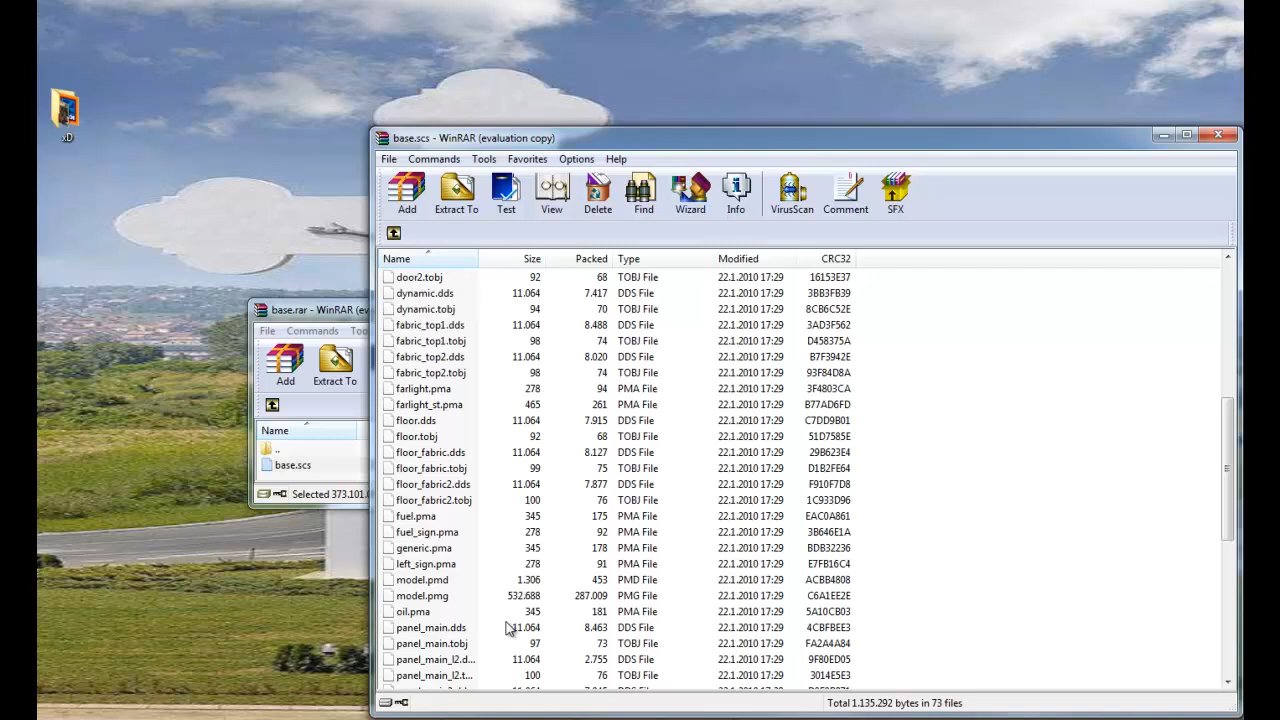 xD
base.scs - WinRAR (evaluation copy)
File Commands Tools Favorites Options Help
Add Extract To Test View Delete Find Wizard Info VirusScan Comment SFX
Name Size Packed Type Modified CRC32
door2.tobj 92 68 TOBJ File 22.1.2010 17:29 16153E37
dynamic.dds 11.064 7.417 DDS File 22.1.2010 17:29 3BB3FB39
dynamic.tobj 94 70 TOBJ File 22.1.2010 17:29 8CB6C52E
fabric_top1.dds 11.064 8.488 DDS File 22.1.2010 17:29 3AD3F562
fabric_top1.tobj 98 74 TOBJ File 22.1.2010 17:29 D458375A
fabric_top2.dds 11.064 8.020 DDS File 22.1.2010 17:29 B7F3942E
fabric_top2.tobj 98 74 TOBJ File 22.1.2010 17:29 93F84D8A
farlight.pma 278 94 PMA File 22.1.2010 17:29 3F4803CA
farlight_st.pma 465 261 PMA File 22.1.2010 17:29 B77AD6FD
floor.dds 11.064 7.915 DDS File 22.1.2010 17:29 C7DD9B01
floor.tobj 92 68 TOBJ File 22.1.2010 17:29 51D7585E
floor_fabric.dds 11.064 8.127 DDS File 22.1.2010 17:29 29B623E4
floor_fabric.tobj 99 75 TOBJ File 22.1.2010 17:29 D1B2FE64
floor_fabric2.dds 11.064 7.877 DDS File 22.1.2010 17:29 F910F7D8
floor_fabric2.tobj 100 76 TOBJ File 22.1.2010 17:29 1C933D96
fuel.pma 345 175 PMA File 22.1.2010 17:29 EAC0A861
fuel_sign.pma 278 92 PMA File 22.1.2010 17:29 3B646E1A
generic.pma 345 178 PMA File 22.1.2010 17:29 BDB32236
left_sign.pma 278 91 PMA File 22.1.2010 17:29 E7FB16C4
model.pmd 1.306 453 PMD File 22.1.2010 17:29 ACBB4808
model.pmg 532.688 287.009 PMG File 22.1.2010 17:29 C6A1EE2E
oil.pma 345 181 PMA File 22.1.2010 17:29 5A10CB03
panel_main.dds 11.064 8.463 DDS File 22.1.2010 17:29 4CBFBEE3
panel_main.tobj 97 73 TOBJ File 22.1.2010 17:29 FA2A4A84
panel_main_l2.d... 11.064 2.755 DDS File 22.1.2010 17:29 9F80ED05
panel_main_l2.t... 100 76 TOBJ File 22.1.2010 17:29 3014E5E3
Total 1.135.292 bytes in 73 files
base.rar - WinRAR (ev
File Commands Too
Add Extract To
Name
..
base.scs
Selected 373.101.